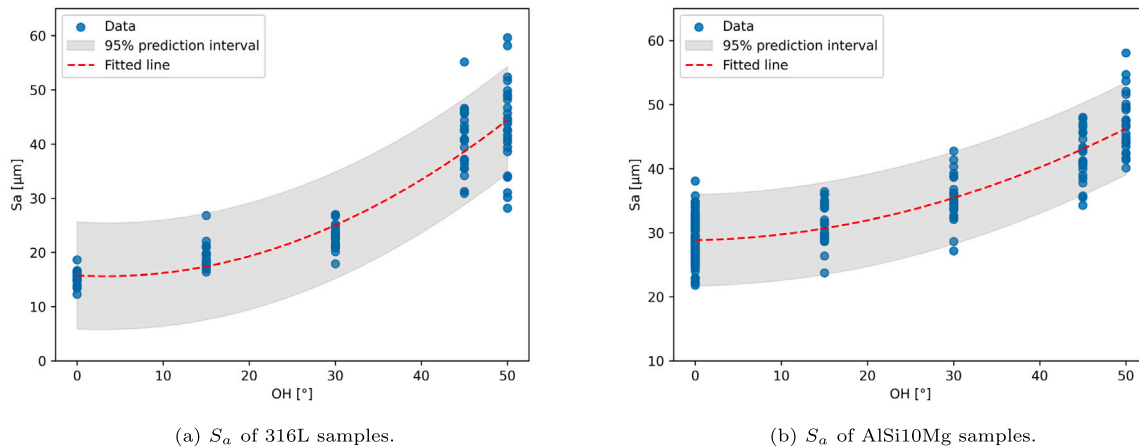 Data
95% prediction interval
Fitted line
60
50
40
30
20
10
0
Sa [μm]
0 10 20 30 40 50
OH [°]
(a) Sₐ of 316L samples.
Data
95% prediction interval
Fitted line
60
50
40
30
20
10
Sa [μm]
0 10 20 30 40 50
OH [°]
(b) Sₐ of AlSi10Mg samples.